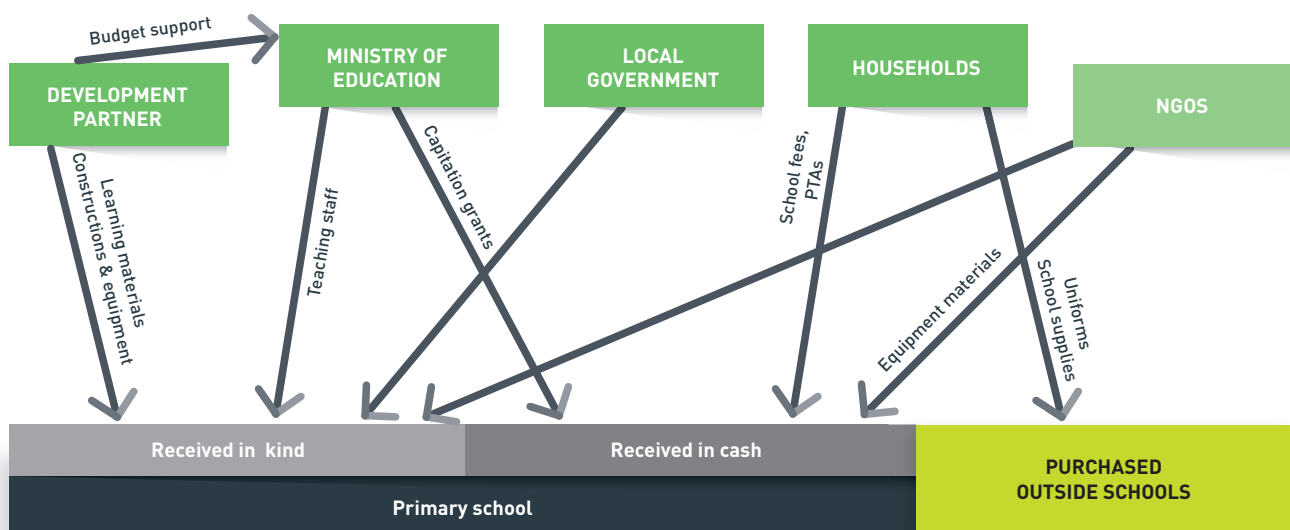 Budget support
DEVELOPMENT
PARTNER
MINISTRY OF
EDUCATION
LOCAL
GOVERNMENT
HOUSEHOLDS
NGOS
Learning materials
Constructions & equipment
Teaching staff
Capitation grants
School fees,
PTAs
Equipment materials
Uniforms
School supplies
Received in kind
Received in cash
PURCHASED
OUTSIDE SCHOOLS
Primary school